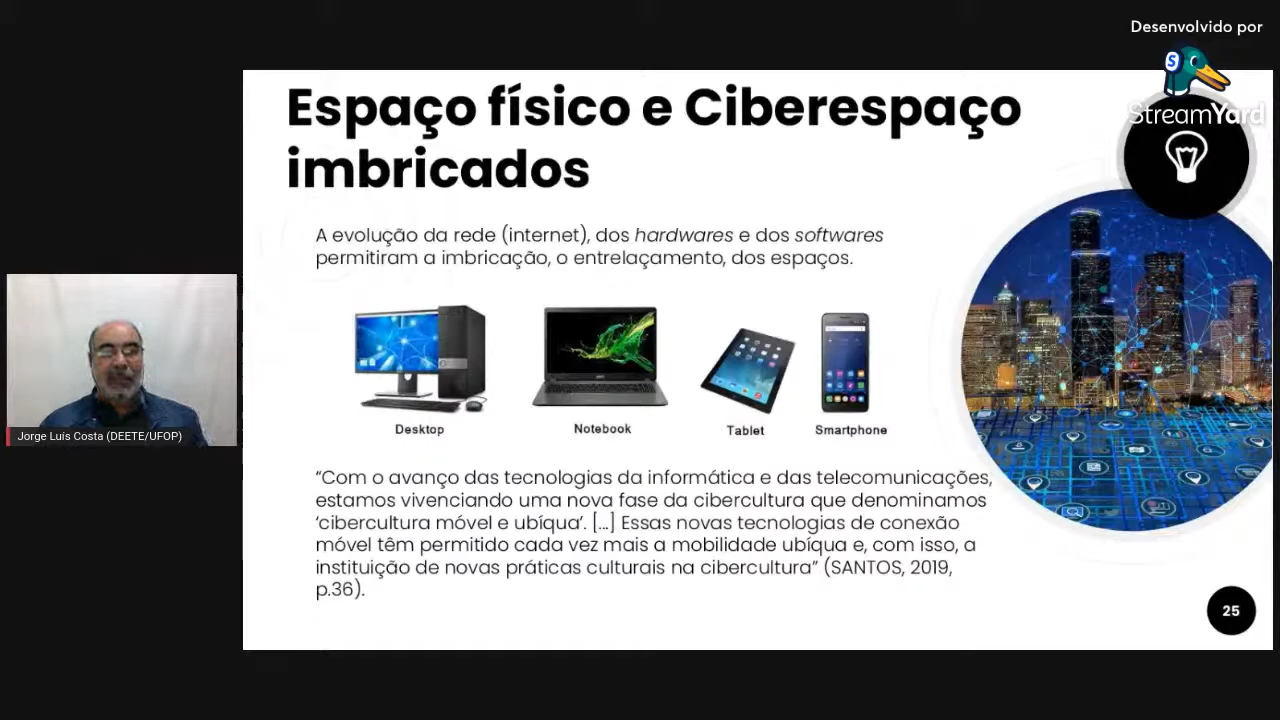 Desenvolvido por
StreamYard
Espaço físico e Ciberespaço
imbricados
A evolução da rede (internet), dos hardwares e dos softwares
permitiram a imbricação, o entrelaçamento, dos espaços.
Desktop
Notebook
Tablet
Smartphone
“Com o avanço das tecnologias da informática e das telecomunicações,
estamos vivenciando uma nova fase da cibercultura que denominamos
‘cibercultura móvel e ubíqua’. [...] Essas novas tecnologias de conexão
móvel têm permitido cada vez mais a mobilidade ubíqua e, com isso, a
instituição de novas práticas culturais na cibercultura” (SANTOS, 2019,
p.36).
25
Jorge Luís Costa (DEETE/UFOP)